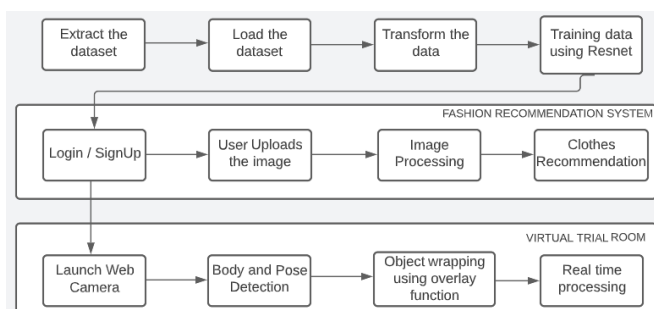 Extract the
dataset
Load the
dataset
Transform the
data
Training data
using Resnet
FASHION RECOMMENDATION SYSTEM
Login / SignUp
User Uploads
the image
Image
Processing
Clothes
Recommendation
VIRTUAL TRIAL ROOM
Launch Web
Camera
Body and Pose
Detection
Object wrapping
using overlay
function
Real time
processing